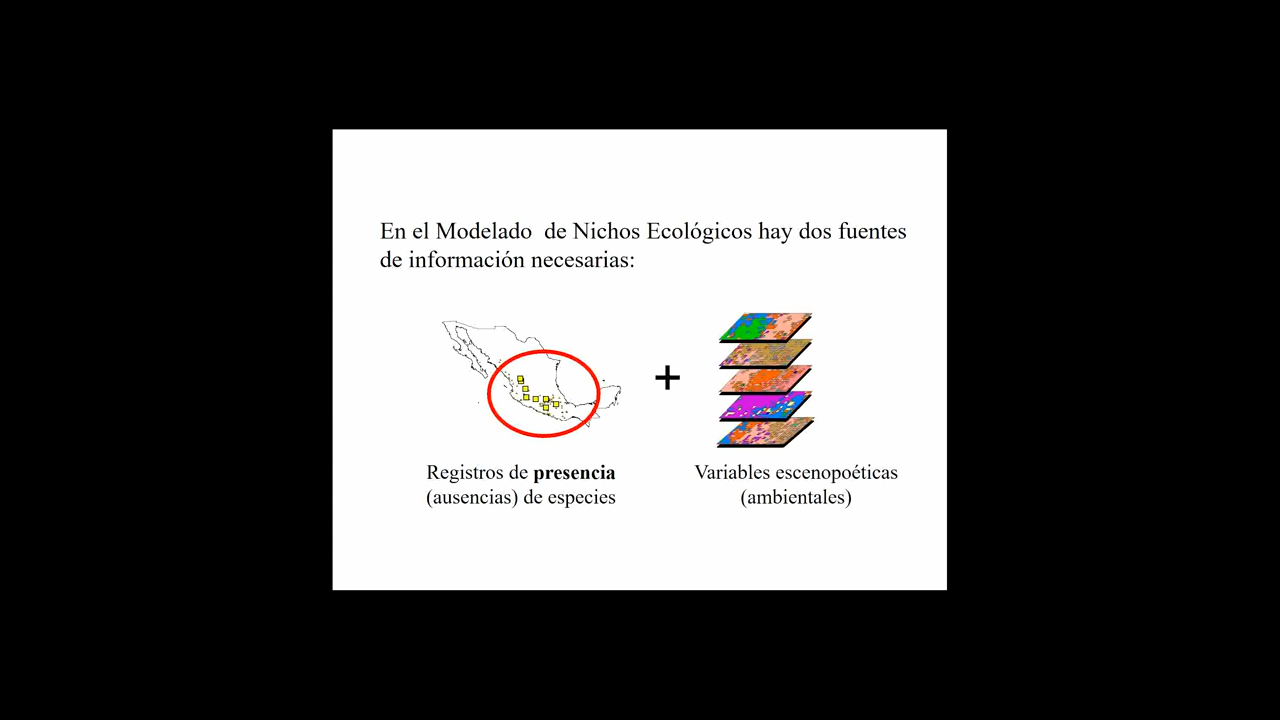 En el Modelado  de Nichos Ecológicos hay dos fuentes
de información necesarias:
+
Registros de presencia
(ausencias) de especies
Variables escenopoéticas
(ambientales)